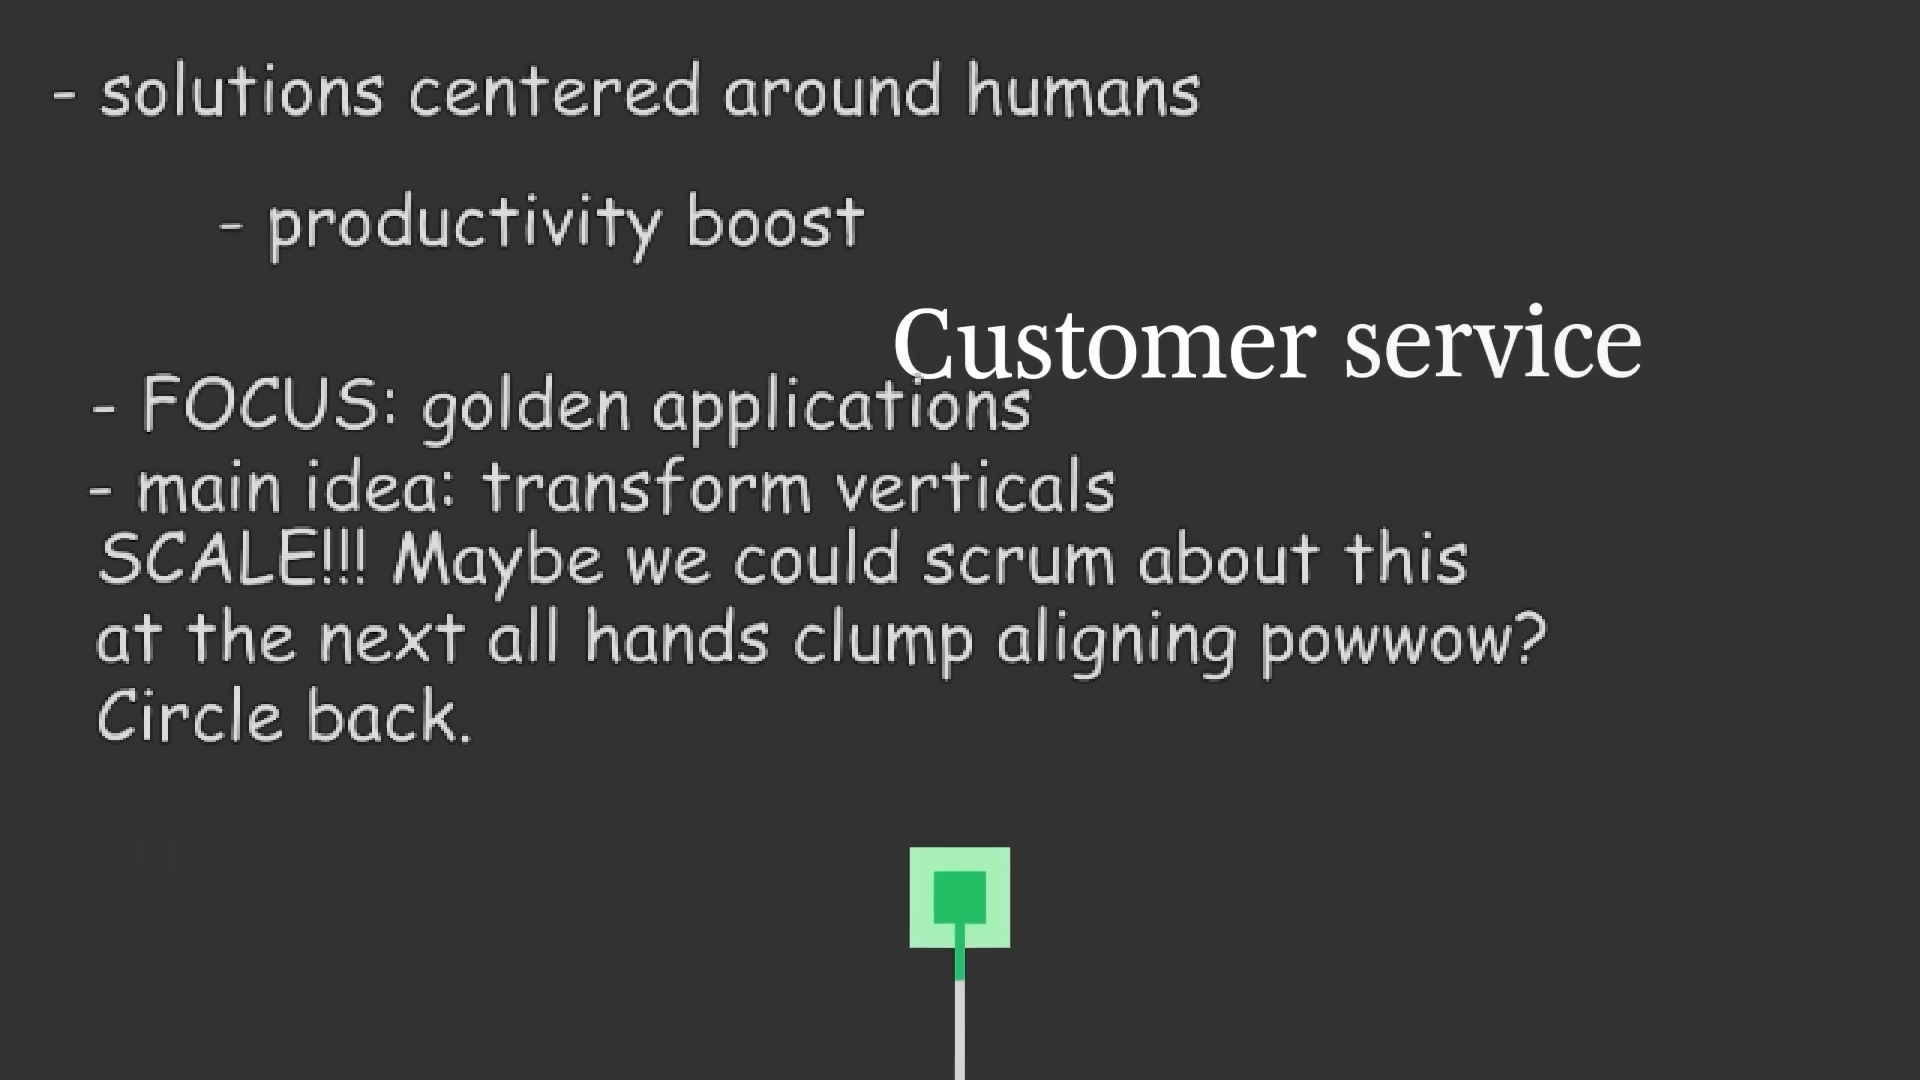 - solutions centered around humans
- productivity boost
Customer service
- FOCUS: golden applications
- main idea: transform verticals
SCALE!!! Maybe we could scrum about this
at the next all hands clump aligning powwow?
Circle back.